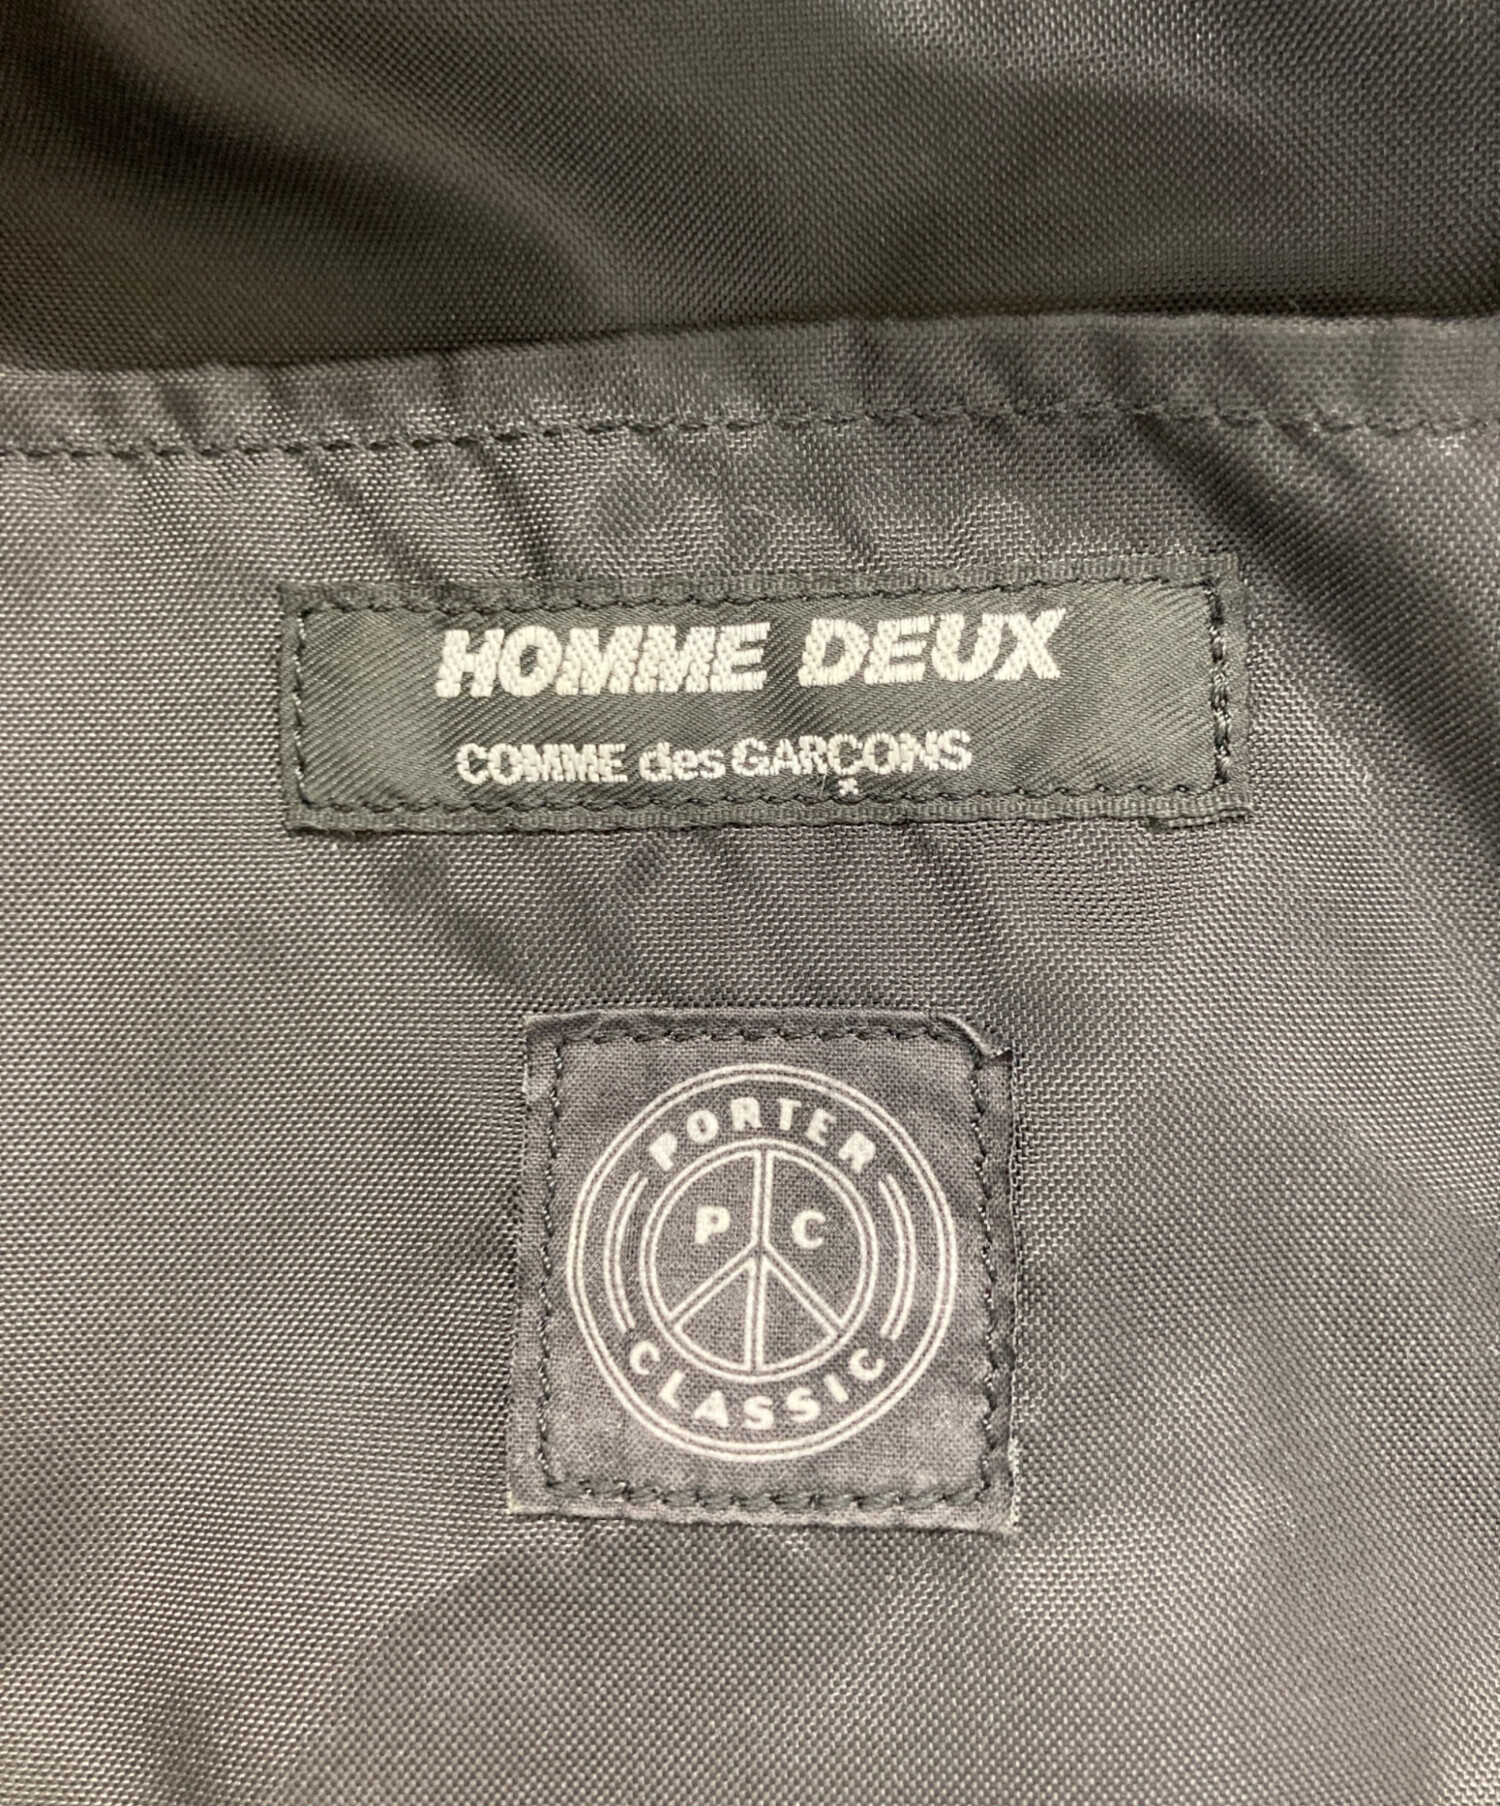 HOMME DEUX
COMME des GARÇONS
PORTER
P C
CLASSIC